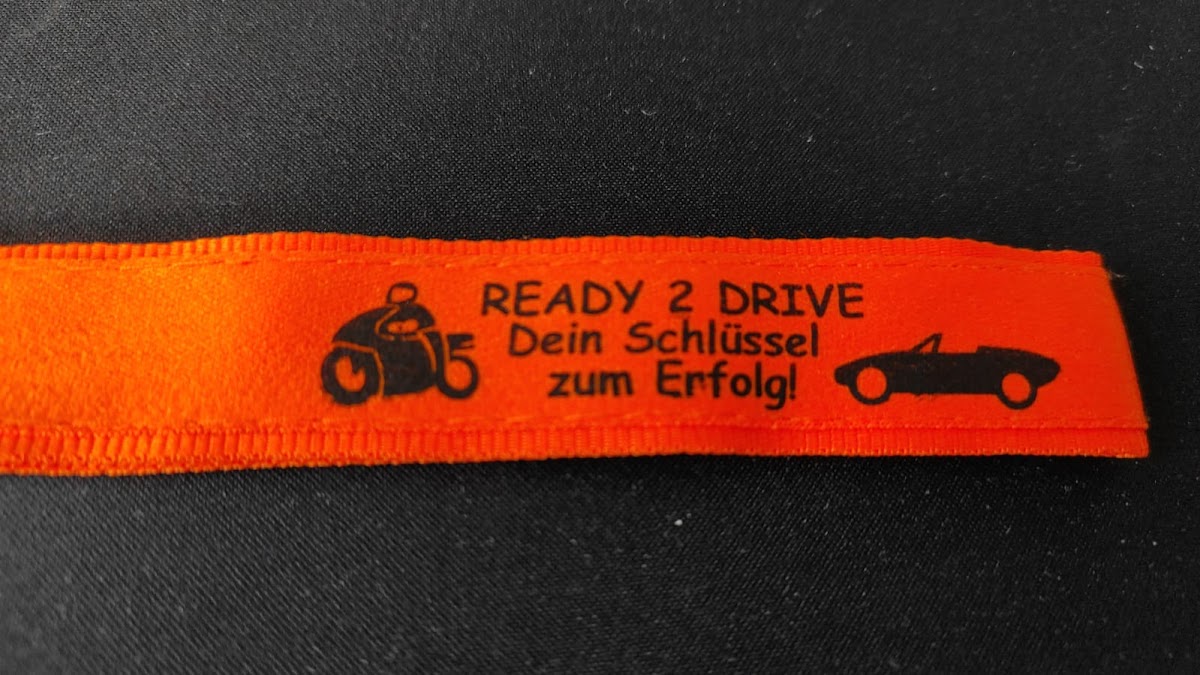 READY 2 DRIVE
Dein Schlüssel
zum Erfolg!